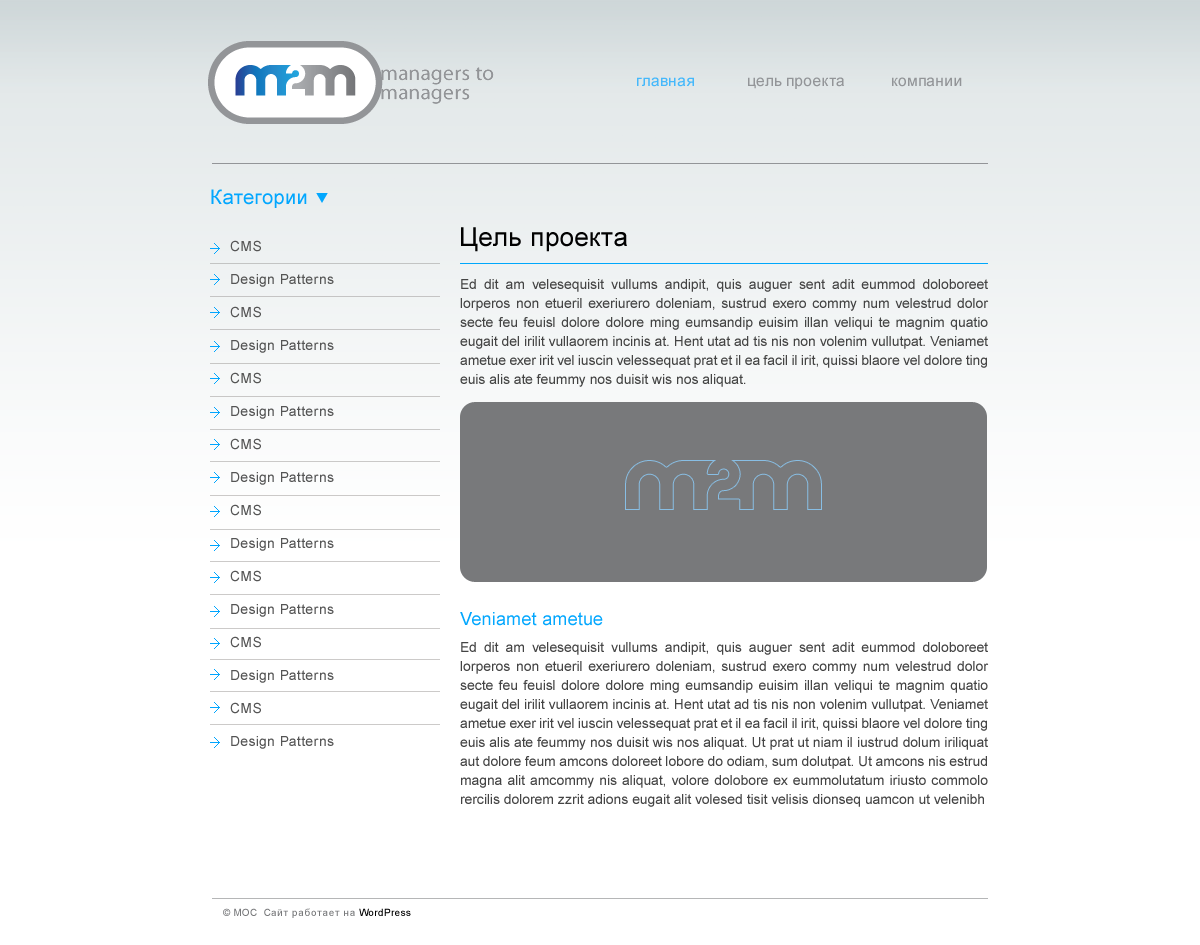 m2m
managers to
managers
главная цель проекта компании
Категории
CMS
Design Patterns
CMS
Design Patterns
CMS
Design Patterns
CMS
Design Patterns
CMS
Design Patterns
CMS
Design Patterns
CMS
Design Patterns
CMS
Design Patterns
Цель проекта
Ed dit am velesequisit vullums andipit, quis auguer sent adit eummod doloboreet
lorperos non etueril exeriurero doleniam, sustrud exero commy num velestrud dolor
secte feu feuisl dolore dolore ming eumsandip euisim illan veliqui te magnim quatio
eugait del irilit vullaorem incinis at. Hent utat ad tis nis non volenim vullutpat. Veniamet
ametue exer irit vel iuscin velessequat prat et il ea facil il irit, quissi blaore vel dolore ting
euis alis ate feummy nos duisit wis nos aliquat.
m2m
Veniamet ametue
Ed dit am velesequisit vullums andipit, quis auguer sent adit eummod doloboreet
lorperos non etueril exeriurero doleniam, sustrud exero commy num velestrud dolor
secte feu feuisl dolore dolore ming eumsandip euisim illan veliqui te magnim quatio
eugait del irilit vullaorem incinis at. Hent utat ad tis nis non volenim vullutpat. Veniamet
ametue exer irit vel iuscin velessequat prat et il ea facil il irit, quissi blaore vel dolore ting
euis alis ate feummy nos duisit wis nos aliquat. Ut prat ut niam il iustrud dolum iriliquat
aut dolore feum amcons doloreet lobore do odiam, sum dolutpat. Ut amcons nis estrud
magna alit amcommy nis aliquat, volore dolobore ex eummolutatum iriusto commolo
rercilis dolorem zzrit adions eugait alit volesed tisit velisis dionseq uamcon ut velenibh
© МОС Сайт работает на WordPress